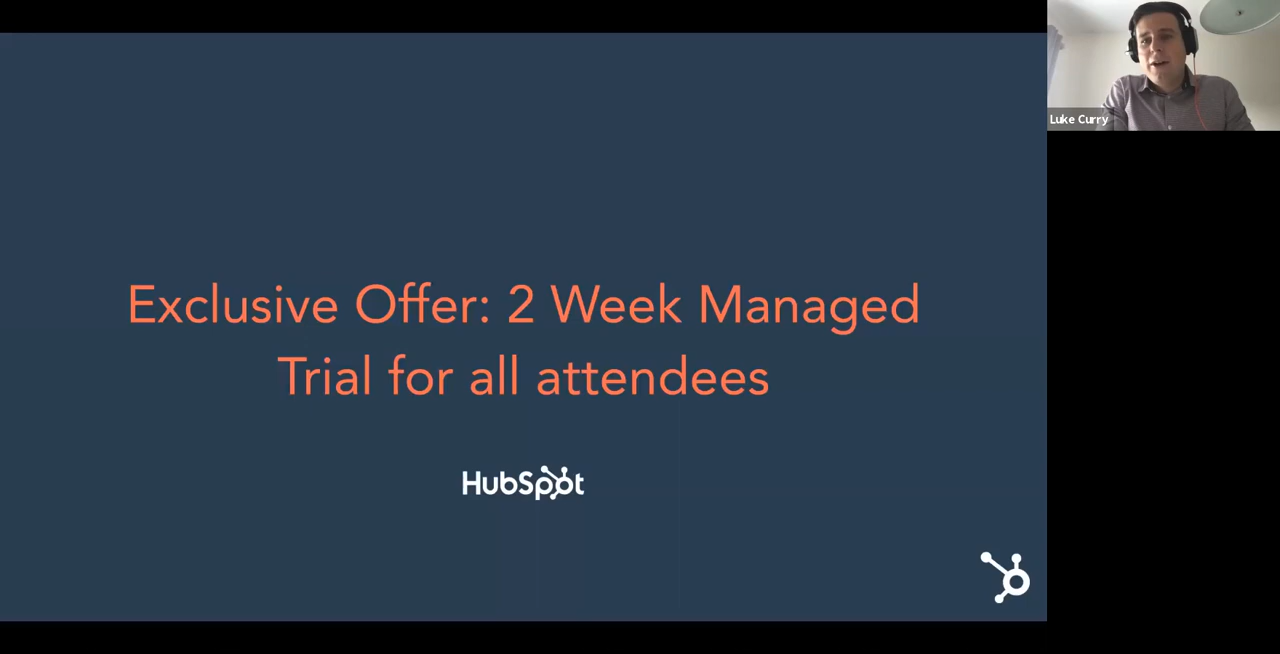 Luke Curry
Exclusive Offer: 2 Week Managed
Trial for all attendees
HubSpot